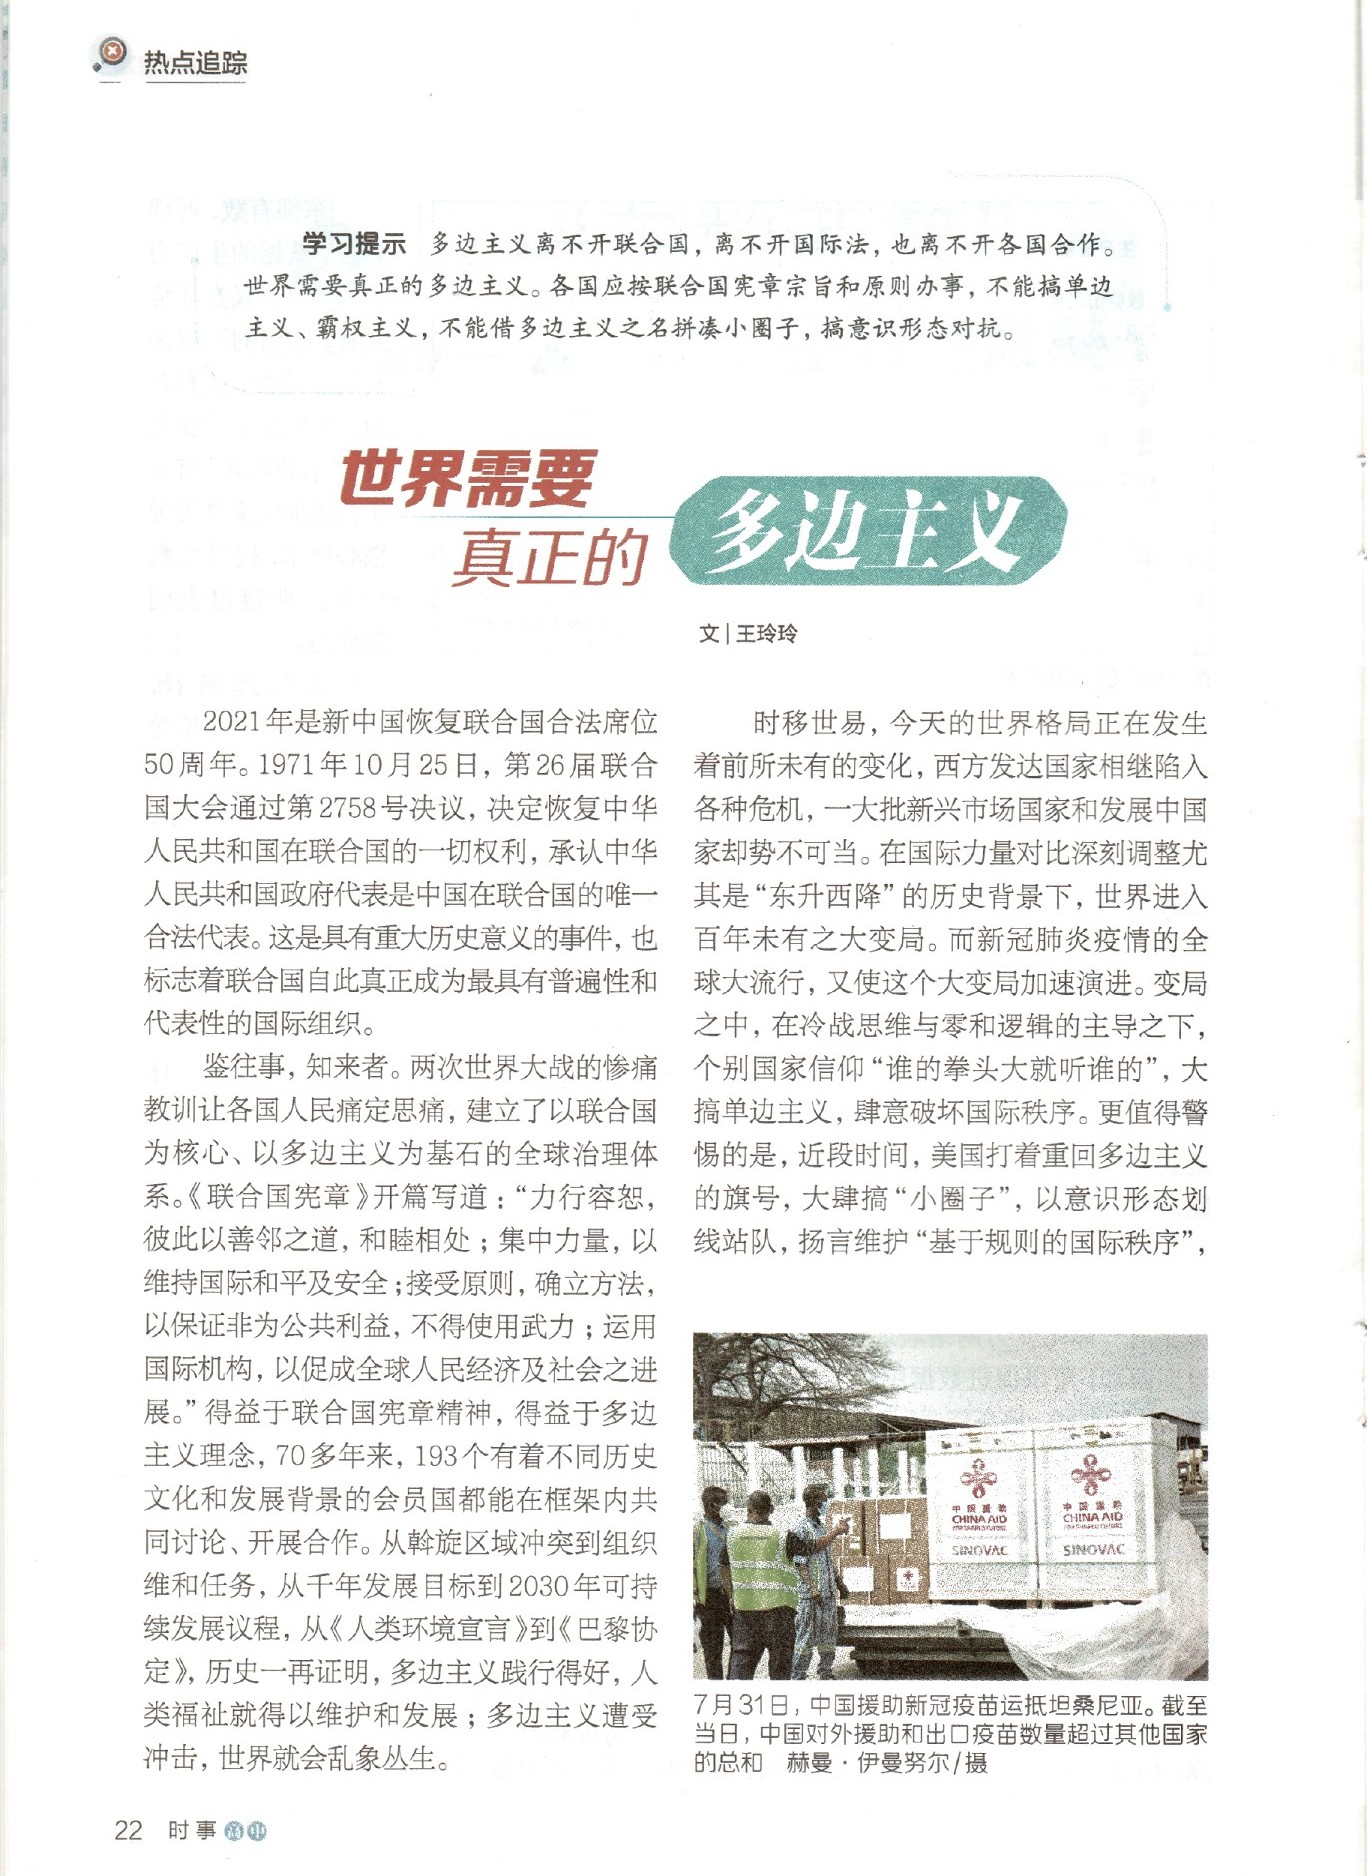 热点追踪
学习提示 多边主义离不开联合国，离不开国际法，也离不开各国合作。
世界需要真正的多边主义。各国应按联合国宪章宗旨和原则办事，不能搞单边
主义、霸权主义，不能借多边主义之名拼凑小圈子，搞意识形态对抗。
世界需要
真正的
多边主义
文|王玲玲
2021年是新中国恢复联合国合法席位
50周年。1971年10月25日，第26届联合
国大会通过第2758号决议，决定恢复中华
人民共和国在联合国的一切权利，承认中华
人民共和国政府代表是中国在联合国的唯一
合法代表。这是具有重大历史意义的事件，也
标志着联合国自此真正成为最具有普遍性和
代表性的国际组织。
鉴往事，知来者。两次世界大战的惨痛
教训让各国人民痛定思痛，建立了以联合国
为核心、以多边主义为基石的全球治理体
系。《联合国宪章》开篇写道：“力行容恕，
彼此以善邻之道，和睦相处；集中力量，以
维持国际和平及安全；接受原则，确立方法，
以保证非为公共利益，不得使用武力；运用
国际机构，以促成全球人民经济及社会之进
展。”得益于联合国宪章精神，得益于多边
主义理念，70多年来，193个有着不同历史
文化和发展背景的会员国都能在框架内共
同讨论、开展合作。从斡旋区域冲突到组织
维和任务，从千年发展目标到2030年可持
续发展议程，从《人类环境宣言》到《巴黎协
定》，历史一再证明，多边主义践行得好，人
类福祉就得以维护和发展；多边主义遭受
冲击，世界就会乱象丛生。
时移世易，今天的世界格局正在发生
着前所未有的变化，西方发达国家相继陷入
各种危机，一大批新兴市场国家和发展中国
家却势不可当。在国际力量对比深刻调整尤
其是“东升西降”的历史背景下，世界进入
百年未有之大变局。而新冠肺炎疫情的全
球大流行，又使这个大变局加速演进。变局
之中，在冷战思维与零和逻辑的主导之下，
个别国家信仰“谁的拳头大就听谁的”，大
搞单边主义，肆意破坏国际秩序。更值得警
惕的是，近段时间，美国打着重回多边主义
的旗号，大肆搞“小圈子”，以意识形态划
线站队，扬言维护“基于规则的国际秩序”，
中国援助
CHINA AID
FOR SHARED FUTURE
SINOVAC
中国援助
CHINA AID
FOR SHARED FUTURE
SINOVAC
7月31日，中国援助新冠疫苗运抵坦桑尼亚。截至
当日，中国对外援助和出口疫苗数量超过其他国家
的总和 赫曼·伊曼努尔/摄
22 时事高中